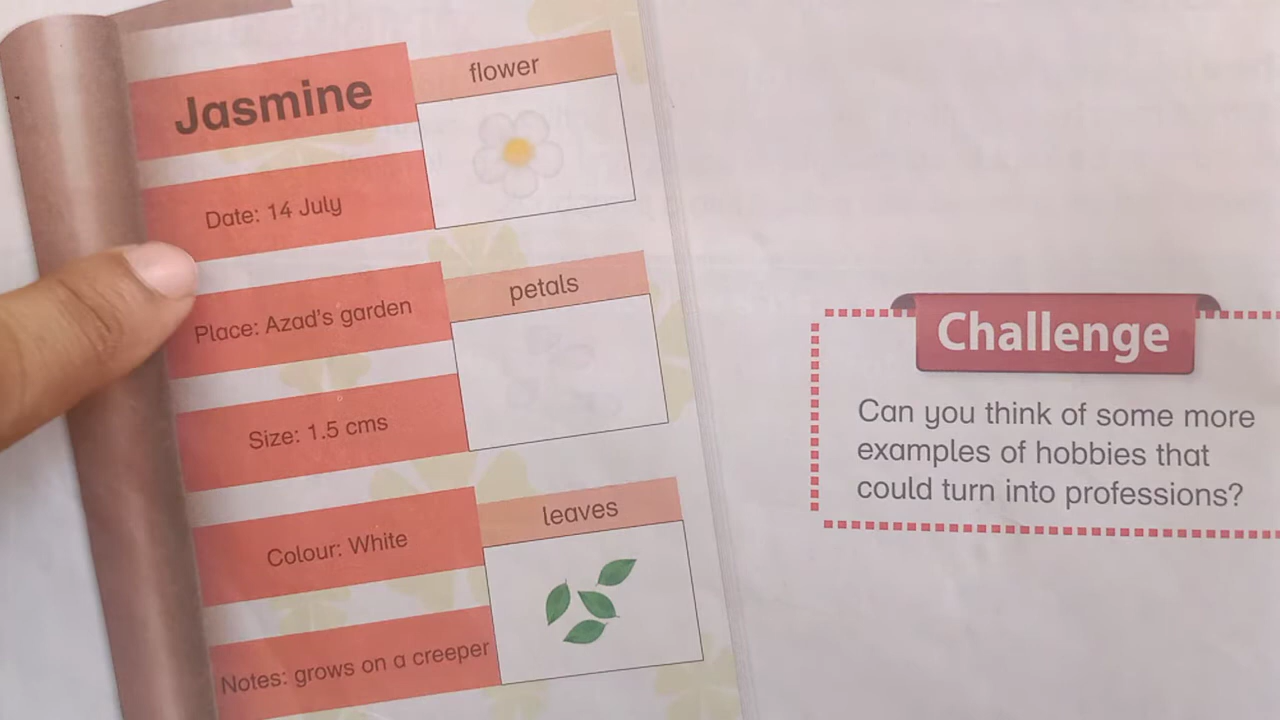 Jasmine
Date: 14 July
Place: Azad's garden
Size: 1.5 cms
Colour: White
Notes: grows on a creeper
flower
petals
leaves
Challenge
Can you think of some more
examples of hobbies that
could turn into professions?